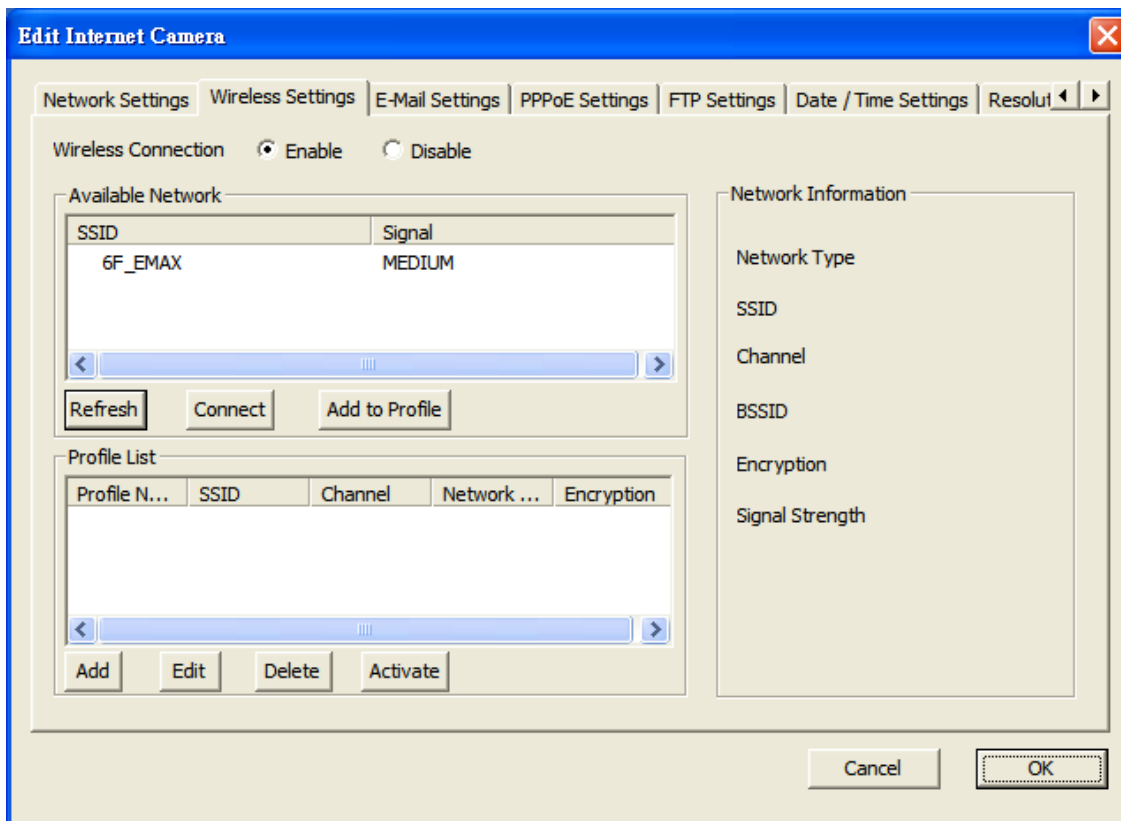 Edit Internet Camera
Network Settings Wireless Settings E-Mail Settings PPPoE Settings FTP Settings Date / Time Settings Resolut
Wireless Connection Enable Disable
Available Network
SSID Signal
6F_EMAX MEDIUM
Refresh Connect Add to Profile
Profile List
Profile N... SSID Channel Network ... Encryption
Add Edit Delete Activate
Network Information
Network Type
SSID
Channel
BSSID
Encryption
Signal Strength
Cancel OK